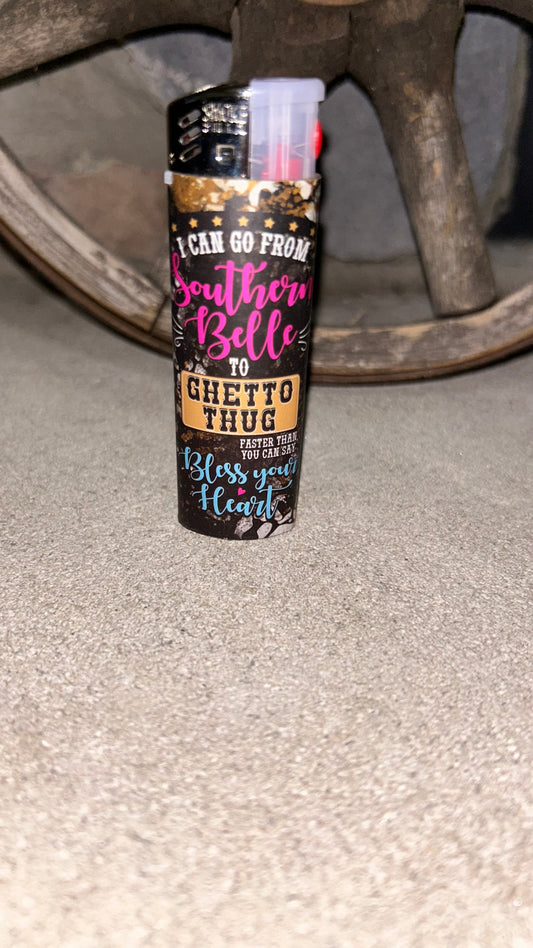 I CAN GO FROM
Southern
Belle
TO
GHETTO
THUG
FASTER THAN
YOU CAN SAY
Bless your
Heart